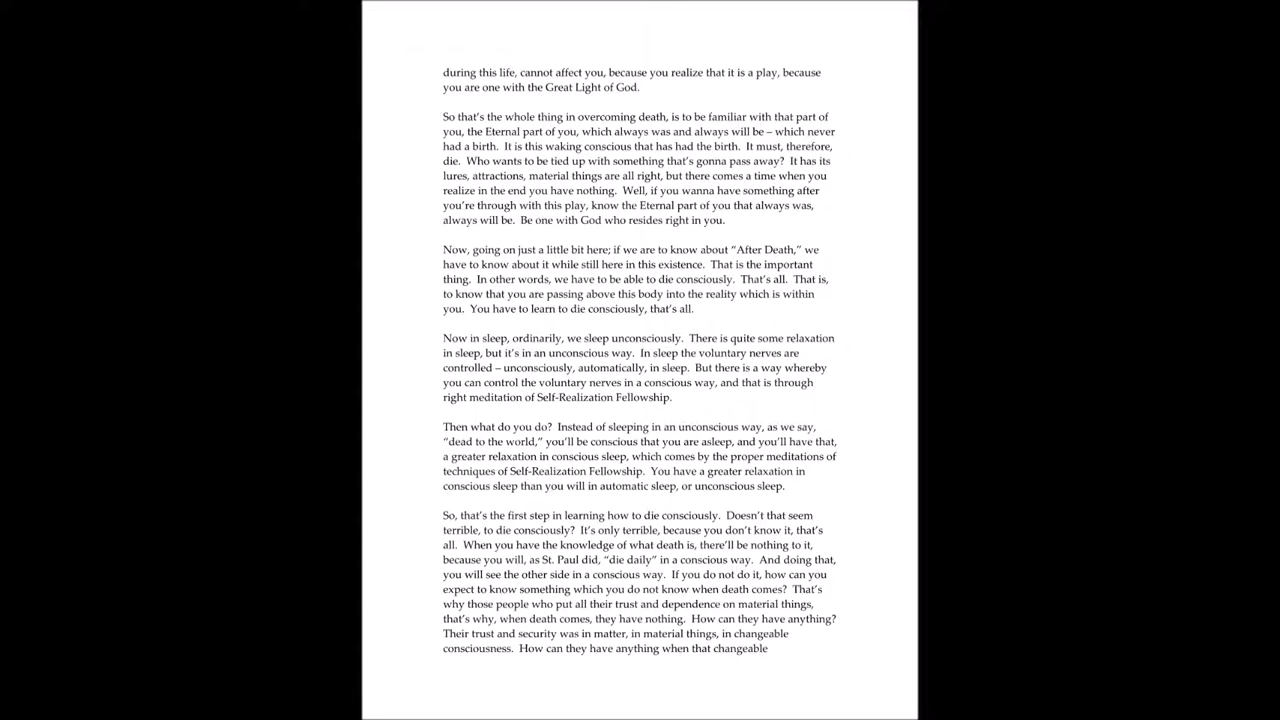 during this life, cannot affect you, because you realize that it is a play, because
you are one with the Great Light of God.
So that's the whole thing in overcoming death, is to be familiar with that part of
you, the Eternal part of you, which always was and always will be – which never
had a birth.  It is this waking conscious that has had the birth.  It must, therefore,
die.  Who wants to be tied up with something that's gonna pass away?  It has its
lures, attractions, material things are all right, but there comes a time when you
realize in the end you have nothing.  Well, if you wanna have something after
you're through with this play, know the Eternal part of you that always was,
always will be.  Be one with God who resides right in you.
Now, going on just a little bit here; if we are to know about “After Death,” we
have to know about it while still here in this existence.  That is the important
thing.  In other words, we have to be able to die consciously.  That's all.  That is,
to know that you are passing above this body into the reality which is within
you.  You have to learn to die consciously, that's all.
Now in sleep, ordinarily, we sleep unconsciously.  There is quite some relaxation
in sleep, but it's in an unconscious way.  In sleep the voluntary nerves are
controlled – unconsciously, automatically, in sleep.  But there is a way whereby
you can control the voluntary nerves in a conscious way, and that is through
right meditation of Self-Realization Fellowship.
Then what do you do?  Instead of sleeping in an unconscious way, as we say,
“dead to the world,” you'll be conscious that you are asleep, and you'll have that,
a greater relaxation in conscious sleep, which comes by the proper meditations of
techniques of Self-Realization Fellowship.  You have a greater relaxation in
conscious sleep than you will in automatic sleep, or unconscious sleep.
So, that's the first step in learning how to die consciously.  Doesn't that seem
terrible, to die consciously?  It's only terrible, because you don't know it, that's
all.  When you have the knowledge of what death is, there'll be nothing to it,
because you will, as St. Paul did, “die daily” in a conscious way.  And doing that,
you will see the other side in a conscious way.  If you do not do it, how can you
expect to know something which you do not know when death comes?  That's
why those people who put all their trust and dependence on material things,
that's why, when death comes, they have nothing.  How can they have anything?
Their trust and security was in matter, in material things, in changeable
consciousness.  How can they have anything when that changeable